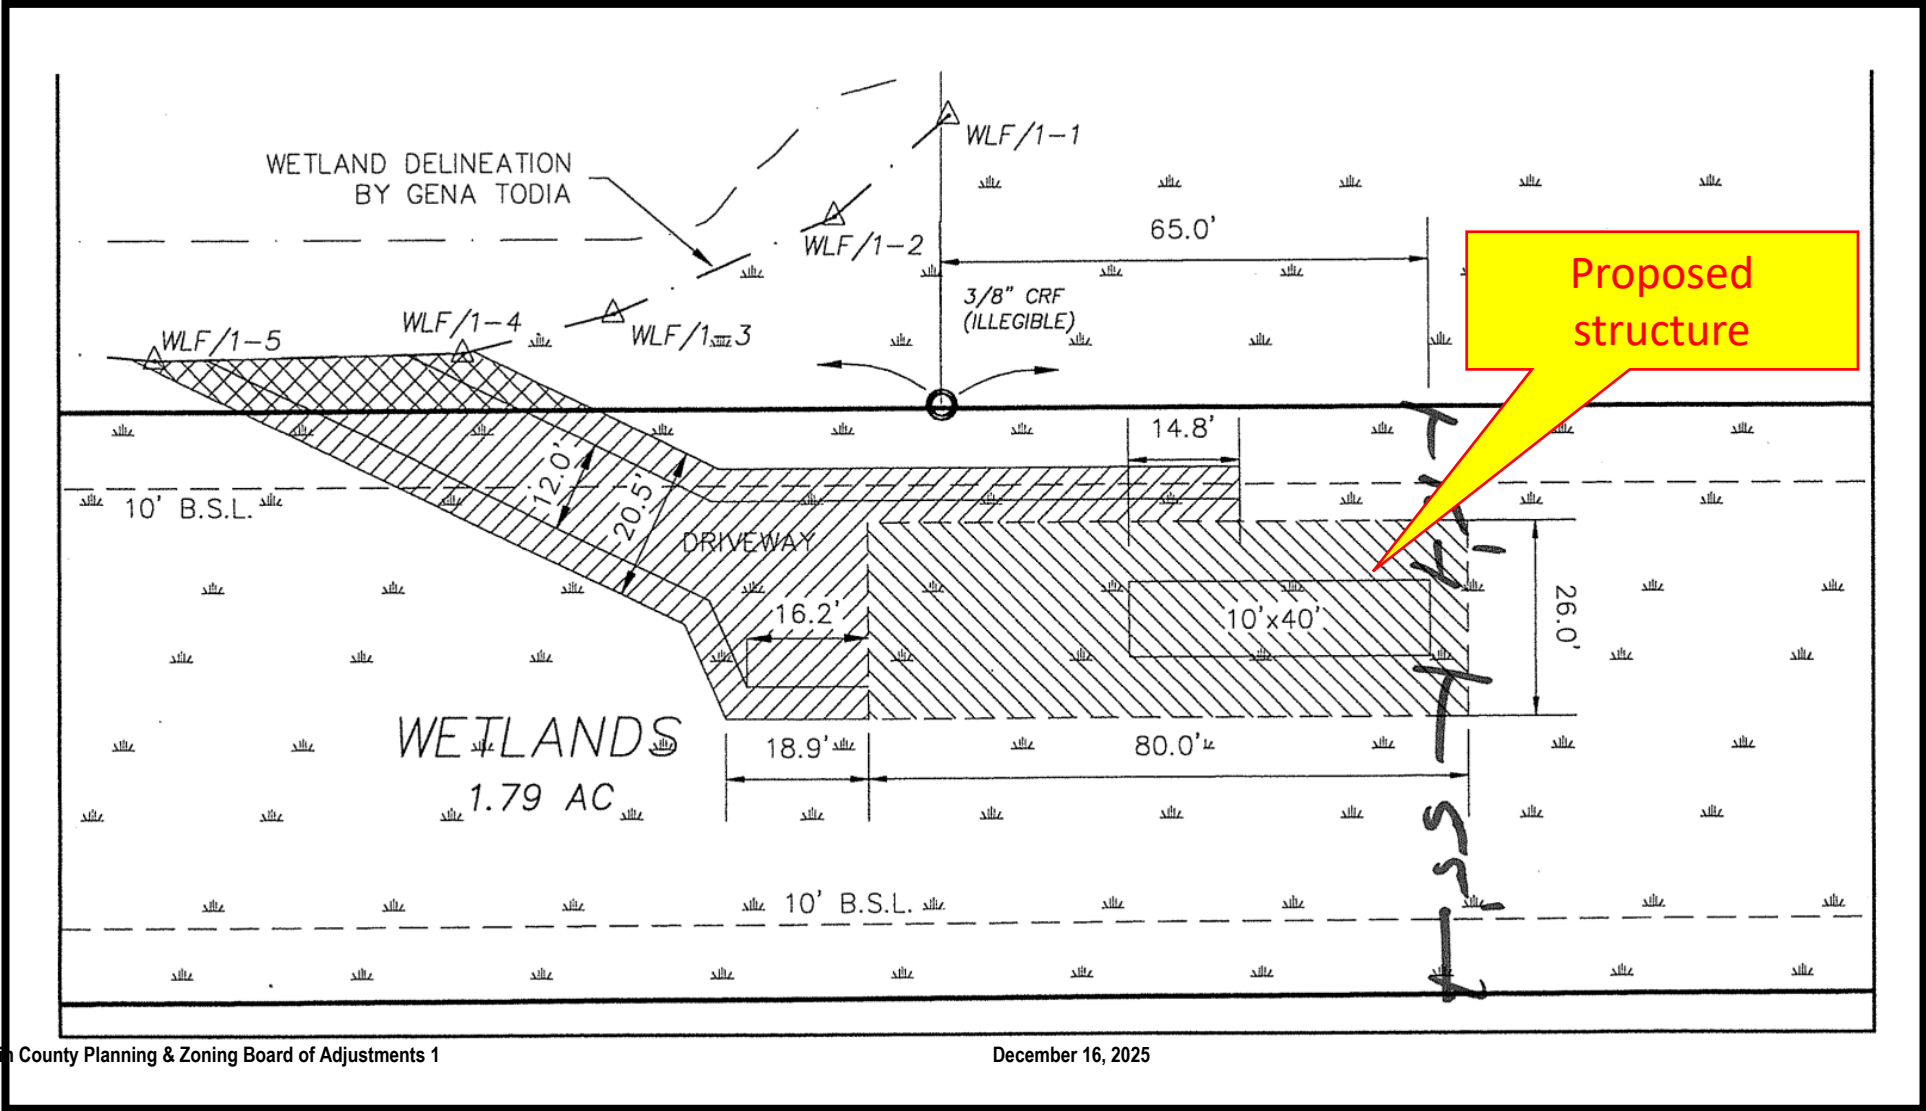 WLF/1-1
WETLAND DELINEATION
BY GENA TODIA
WLF/1-2
65.0'
Proposed
structure
3/8" CRF
(ILLEGIBLE)
WLF/1-3
WLF/1-4
WLF/1-5
14.8'
12.0'
20.5'
10' B.S.L.
DRIVEWAY
16.2'
10'x40'
26.0'
WETLANDS
1.79 AC
18.9'
80.0'
10' B.S.L.
County Planning & Zoning Board of Adjustments 1
December 16, 2025